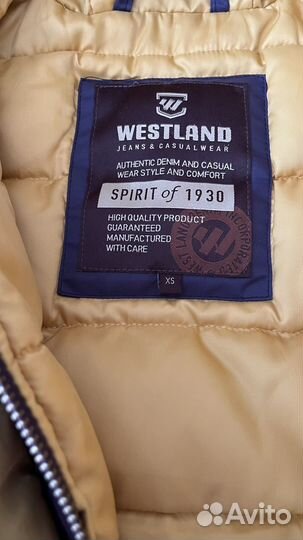 WESTLAND
JEANS & CASUALWEAR
AUTHENTIC DENIM AND CASUAL
WEAR STYLE AND COMFORT
SPIRIT of 1930
HIGH QUALITY PRODUCT
GUARANTEED
MANUFACTURED
WITH CARE
XS
Avito